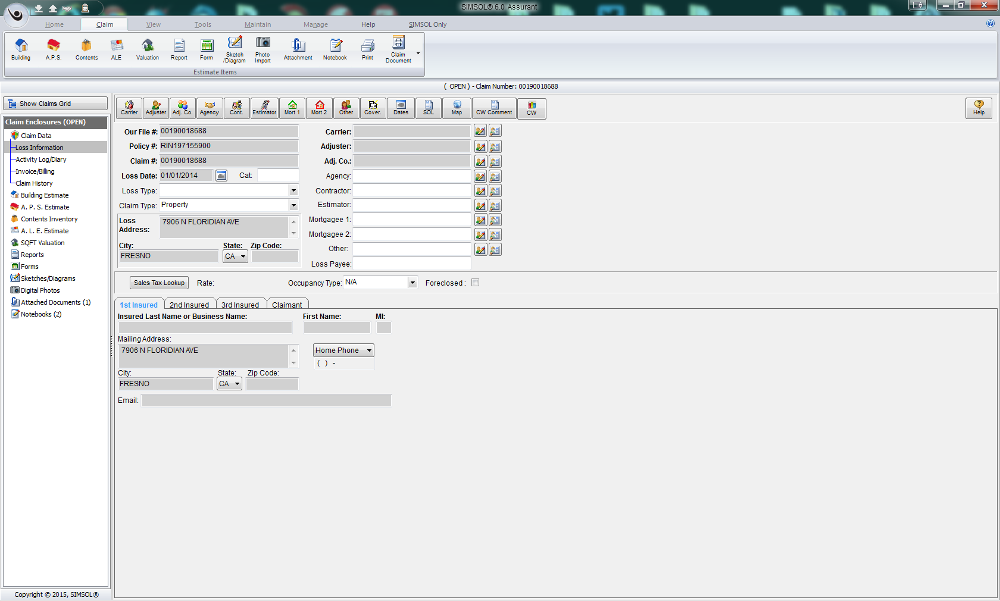 SIMSOL® 6.0 Assurant
Home Claim View Tools Maintain Manage Help SIMSOL Only
Building A.P.S. Contents ALE Valuation Report Form Sketch /Diagram Photo Import Attachment Notebook Print Claim Document
Estimate Items
( OPEN ) - Claim Number: 00190018688
Show Claims Grid
Claim Enclosures (OPEN)
Claim Data
Loss Information
Activity Log/Diary
Invoice/Billing
Claim History
Building Estimate
A. P. S. Estimate
Contents Inventory
A. L. E. Estimate
SQFT Valuation
Reports
Forms
Sketches/Diagrams
Digital Photos
Attached Documents (1)
Notebooks (2)
Copyright © 2015, SIMSOL®
Carrier Adjuster Adj. Co. Agency Cont. Estimator Mort 1 Mort 2 Other Cover. Dates SOL Map CW Comment CW Help
Our File #: 00190018688 Carrier:
Policy #: RIN197155900 Adjuster:
Claim #: 00190018688 Adj. Co.:
Loss Date: 01/01/2014 Cat: Agency:
Loss Type: Contractor:
Claim Type: Property Estimator:
Loss Address: 7906 N FLORIDIAN AVE Mortgagee 1:
Mortgagee 2:
City: State: Zip Code: Other:
FRESNO CA
Loss Payee:
Sales Tax Lookup Rate: Occupancy Type: N/A Foreclosed :
1st Insured 2nd Insured 3rd Insured Claimant
Insured Last Name or Business Name: First Name: MI:
Mailing Address:
7906 N FLORIDIAN AVE Home Phone
( ) -
City: State: Zip Code:
FRESNO CA
Email: